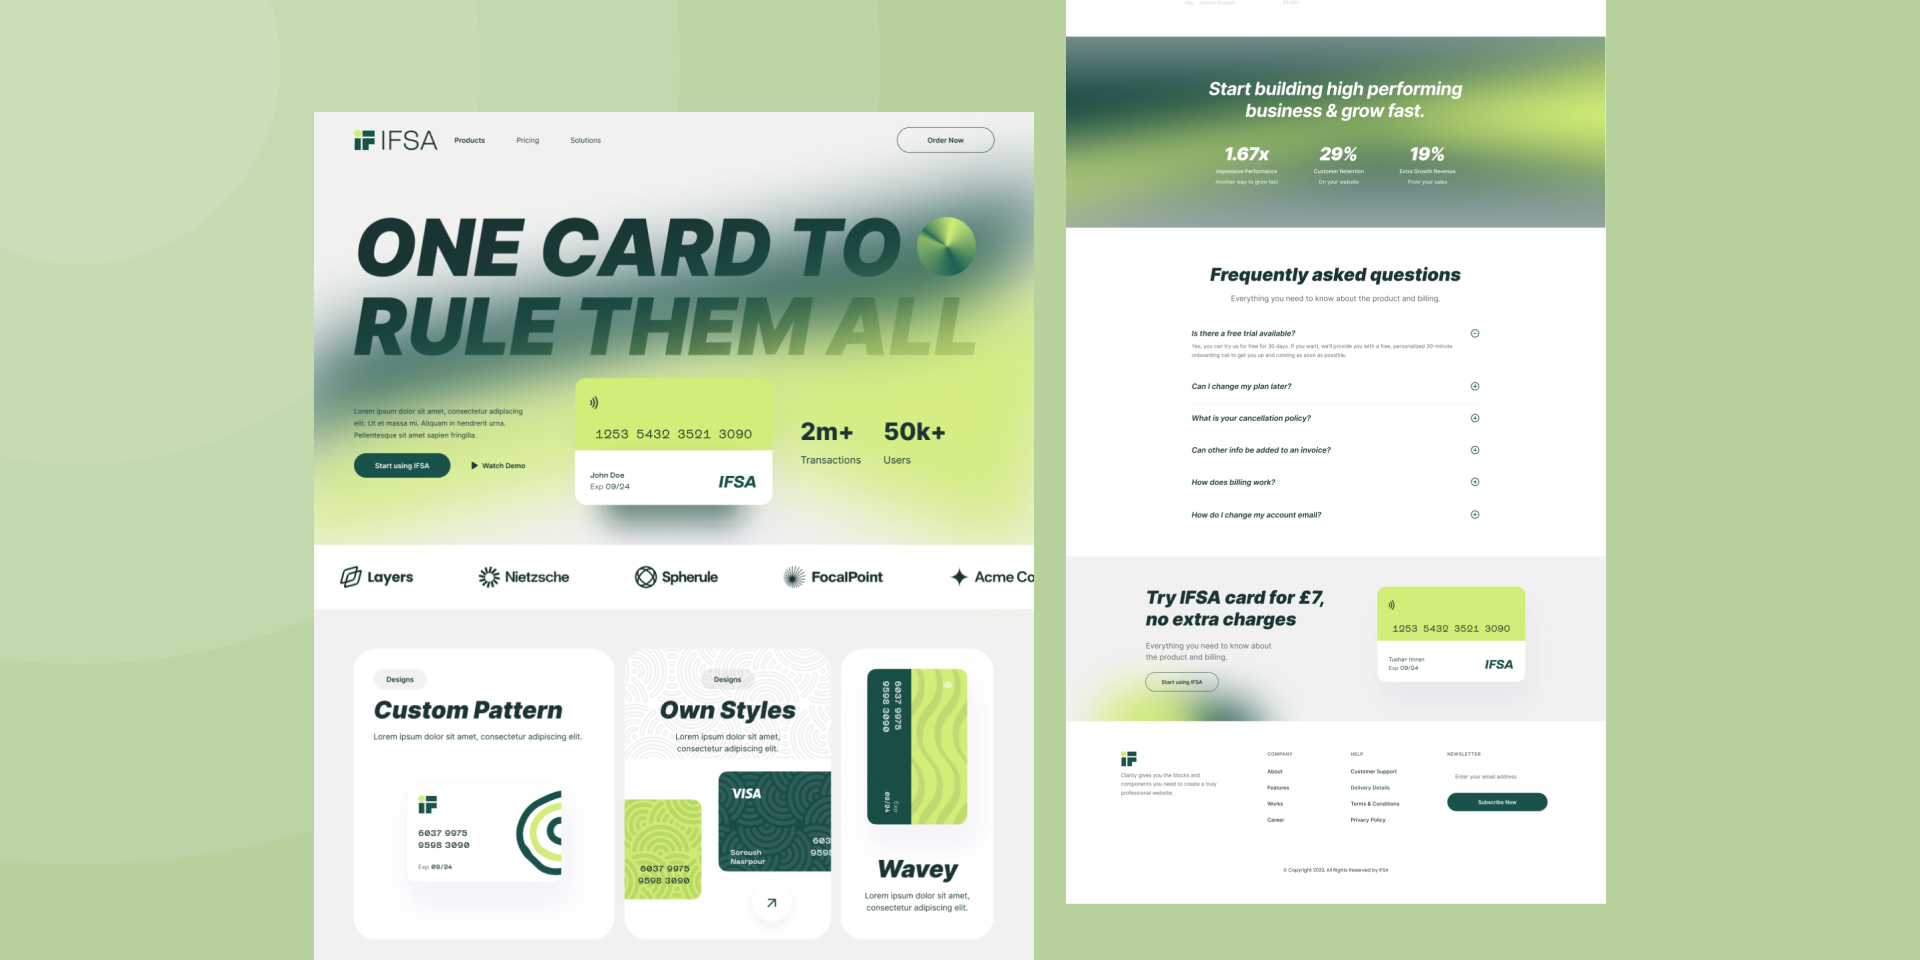 IFSA
Products
Pricing
Solutions
Order Now
ONE CARD TO
RULE THEM ALL
Lorem ipsum dolor sit amet, consectetur adipiscing
elit. Ut et massa mi. Aliquam in hendrerit urna.
Pellentesque sit amet sapien fringilla.
Start using IFSA
Watch Demo
1253 5432 3521 3090
John Doe
Exp 09/24
IFSA
2m+
Transactions
50k+
Users
Layers
Nietzsche
Spherule
FocalPoint
Acme Co
Designs
Custom Pattern
Lorem ipsum dolor sit amet, consectetur adipiscing elit.
iF
6037 9975
9598 3090
Exp 09/24
Designs
Own Styles
Lorem ipsum dolor sit amet,
consectetur adipiscing elit.
6037 9975
9598 3090
VISA
Soroush
Nasrpour
603
959
6037 9975
9598 3090
Exp
09/24
Wavey
Lorem ipsum dolor sit amet,
consectetur adipiscing elit.
Start building high performing
business & grow fast.
1.67x
Impressive Performance
Another way to grow fast
29%
Customer Retention
On your website
19%
Extra Growth Revenue
From your sales
Frequently asked questions
Everything you need to know about the product and billing.
Is there a free trial available?
Yes, you can try us for free for 30 days. If you want, we'll provide you with a free, personalized 30-minute
onboarding call to get you up and running as soon as possible.
Can I change my plan later?
What is your cancellation policy?
Can other info be added to an invoice?
How does billing work?
How do I change my account email?
Try IFSA card for £7,
no extra charges
Everything you need to know about
the product and billing.
Start using IFSA
1253 5432 3521 3090
Tushar Imran
Exp 09/24
IFSA
iF
Clarity gives you the blocks and
components you need to create a truly
professional website.
COMPANY
About
Features
Works
Career
HELP
Customer Support
Delivery Details
Terms & Conditions
Privacy Policy
NEWSLETTER
Enter your email address
Subscribe Now
© Copyright 2023, All Rights Reserved by IFSA